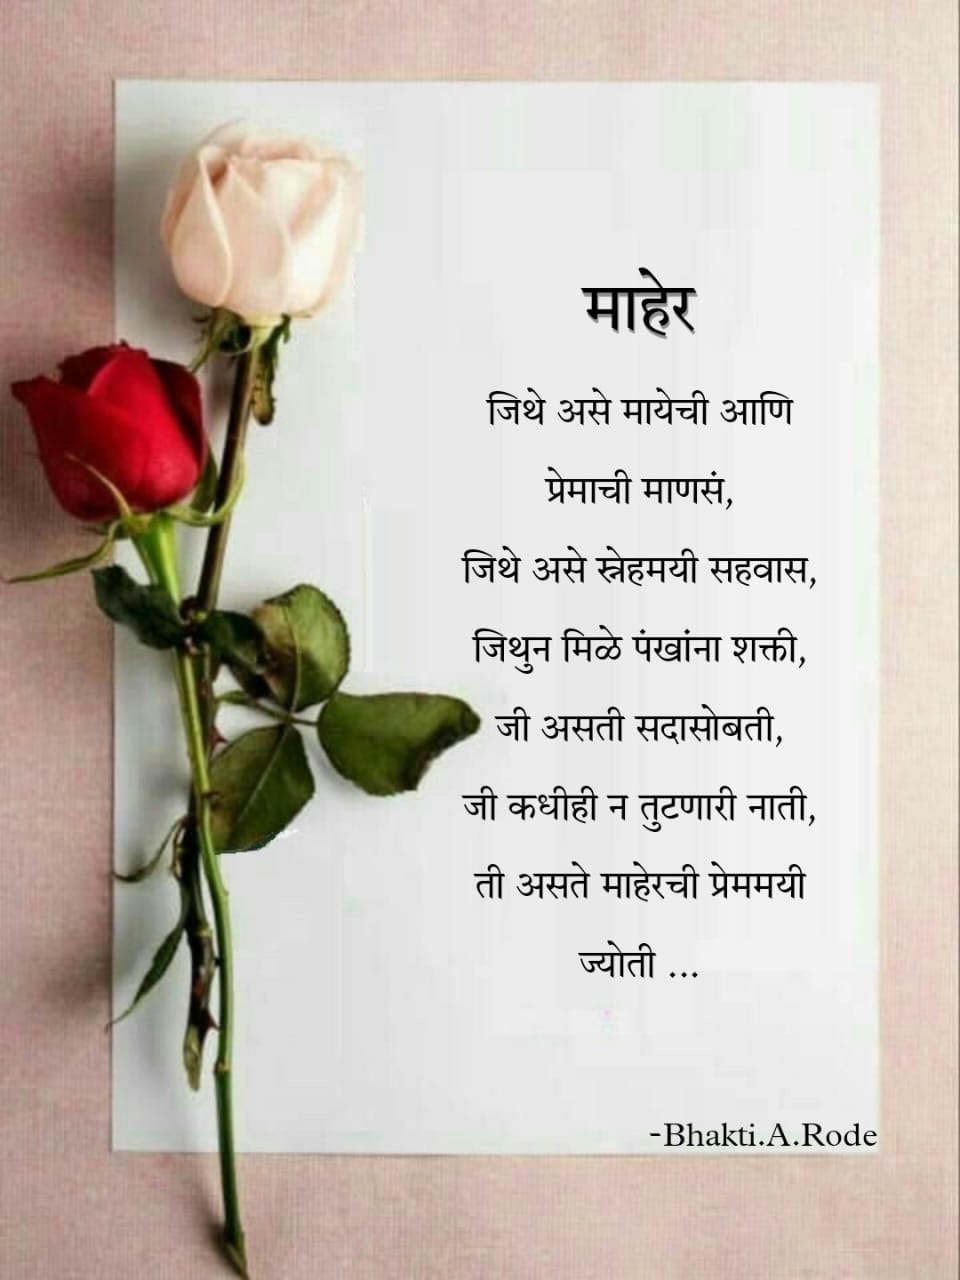 माहेर
जिथे असे मायेची आणि
प्रेमाची माणसं,
जिथे असे स्नेहमयी सहवास,
जिथुन मिळे पंखांना शक्ती,
जी असती सदासोबती,
जी कधीही न तुटणारी नाती,
ती असते माहेरची प्रेममयी
ज्योती ...
-Bhakti.A.Rode